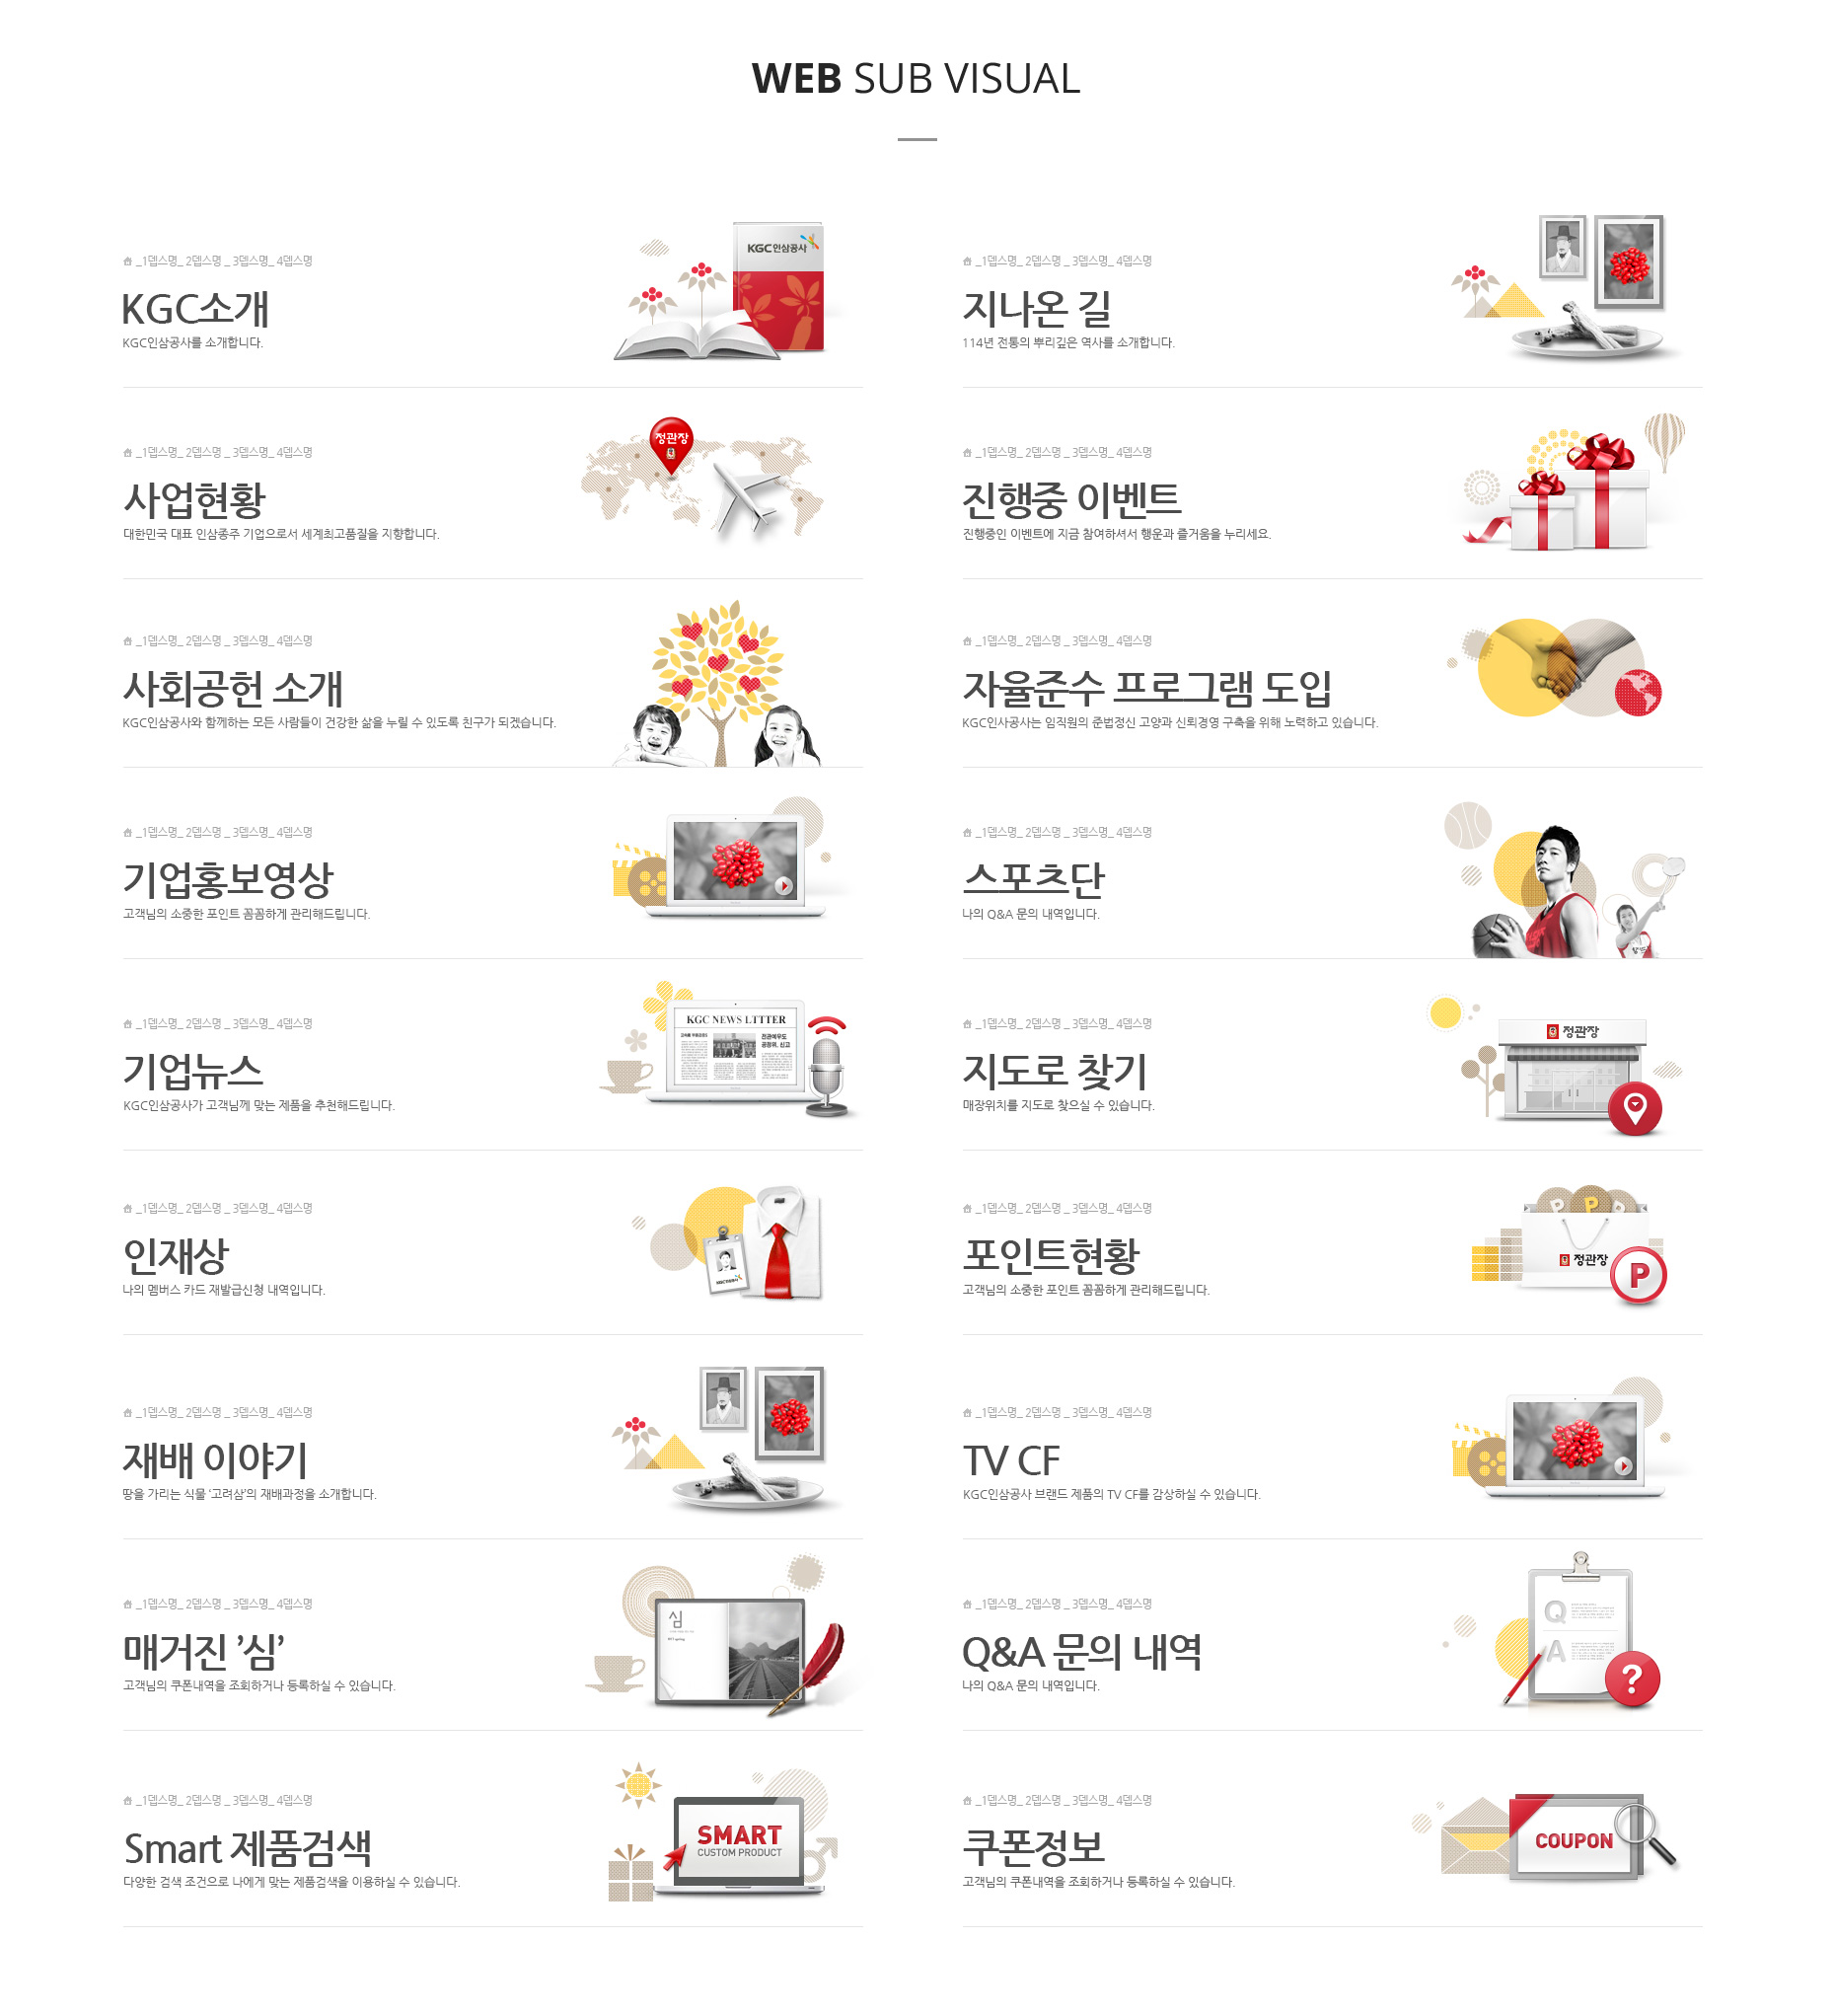 WEB SUB VISUAL
_1뎁스명_ 2뎁스명 _ 3뎁스명_ 4뎁스명
KGC소개
KGC인삼공사를 소개합니다.
KGC인삼공사
_1뎁스명_ 2뎁스명 _ 3뎁스명_ 4뎁스명
지나온 길
114년 전통의 뿌리깊은 역사를 소개합니다.
_1뎁스명_ 2뎁스명 _ 3뎁스명_ 4뎁스명
사업현황
대한민국 대표 인삼종주 기업으로서 세계최고품질을 지향합니다.
정관장
_1뎁스명_ 2뎁스명 _ 3뎁스명_ 4뎁스명
진행중 이벤트
진행중인 이벤트에 지금 참여하셔서 행운과 즐거움을 누리세요.
_1뎁스명_ 2뎁스명 _ 3뎁스명_ 4뎁스명
사회공헌 소개
KGC인삼공사와 함께하는 모든 사람들이 건강한 삶을 누릴 수 있도록 친구가 되겠습니다.
_1뎁스명_ 2뎁스명 _ 3뎁스명_ 4뎁스명
자율준수 프로그램 도입
KGC인사공사는 임직원의 준법정신 고양과 신뢰경영 구축을 위해 노력하고 있습니다.
_1뎁스명_ 2뎁스명 _ 3뎁스명_ 4뎁스명
기업홍보영상
고객님의 소중한 포인트 꼼꼼하게 관리해드립니다.
_1뎁스명_ 2뎁스명 _ 3뎁스명_ 4뎁스명
스포츠단
나의 Q&A 문의 내역입니다.
_1뎁스명_ 2뎁스명 _ 3뎁스명_ 4뎁스명
기업뉴스
KGC인삼공사가 고객님께 맞는 제품을 추천해드립니다.
KGC NEWS LTTTER
전관예우도
공정위, 신고
_1뎁스명_ 2뎁스명 _ 3뎁스명_ 4뎁스명
지도로 찾기
매장위치를 지도로 찾으실 수 있습니다.
정관장
_1뎁스명_ 2뎁스명 _ 3뎁스명_ 4뎁스명
인재상
나의 멤버스 카드 재발급신청 내역입니다.
KGC인삼공사
_1뎁스명_ 2뎁스명 _ 3뎁스명_ 4뎁스명
포인트현황
고객님의 소중한 포인트 꼼꼼하게 관리해드립니다.
P P P
정관장
P
_1뎁스명_ 2뎁스명 _ 3뎁스명_ 4뎁스명
재배 이야기
땅을 가리는 식물 ‘고려삼’의 재배과정을 소개합니다.
_1뎁스명_ 2뎁스명 _ 3뎁스명_ 4뎁스명
TV CF
KGC인삼공사 브랜드 제품의 TV CF를 감상하실 수 있습니다.
_1뎁스명_ 2뎁스명 _ 3뎁스명_ 4뎁스명
매거진 ’심’
고객님의 쿠폰내역을 조회하거나 등록하실 수 있습니다.
심
_1뎁스명_ 2뎁스명 _ 3뎁스명_ 4뎁스명
Q&A 문의 내역
나의 Q&A 문의 내역입니다.
Q
A
?
_1뎁스명_ 2뎁스명 _ 3뎁스명_ 4뎁스명
Smart 제품검색
다양한 검색 조건으로 나에게 맞는 제품검색을 이용하실 수 있습니다.
SMART
CUSTOM PRODUCT
_1뎁스명_ 2뎁스명 _ 3뎁스명_ 4뎁스명
쿠폰정보
고객님의 쿠폰내역을 조회하거나 등록하실 수 있습니다.
COUPON